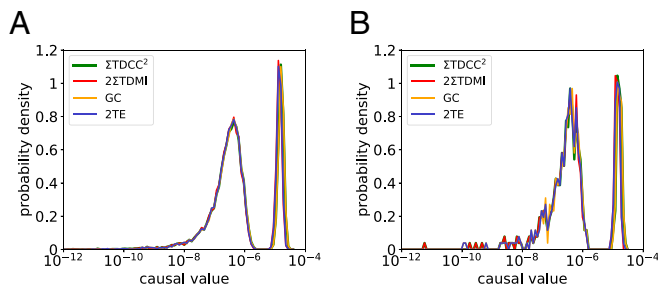 A
probability density
1.2
1
0.8
0.6
0.4
0.2
0
ΣTDCC²
2ΣTDMI
GC
2TE
10⁻¹² 10⁻¹⁰ 10⁻⁸ 10⁻⁶ 10⁻⁴
causal value
B
probability density
1.2
1
0.8
0.6
0.4
0.2
0
ΣTDCC²
2ΣTDMI
GC
2TE
10⁻¹² 10⁻¹⁰ 10⁻⁸ 10⁻⁶ 10⁻⁴
causal value